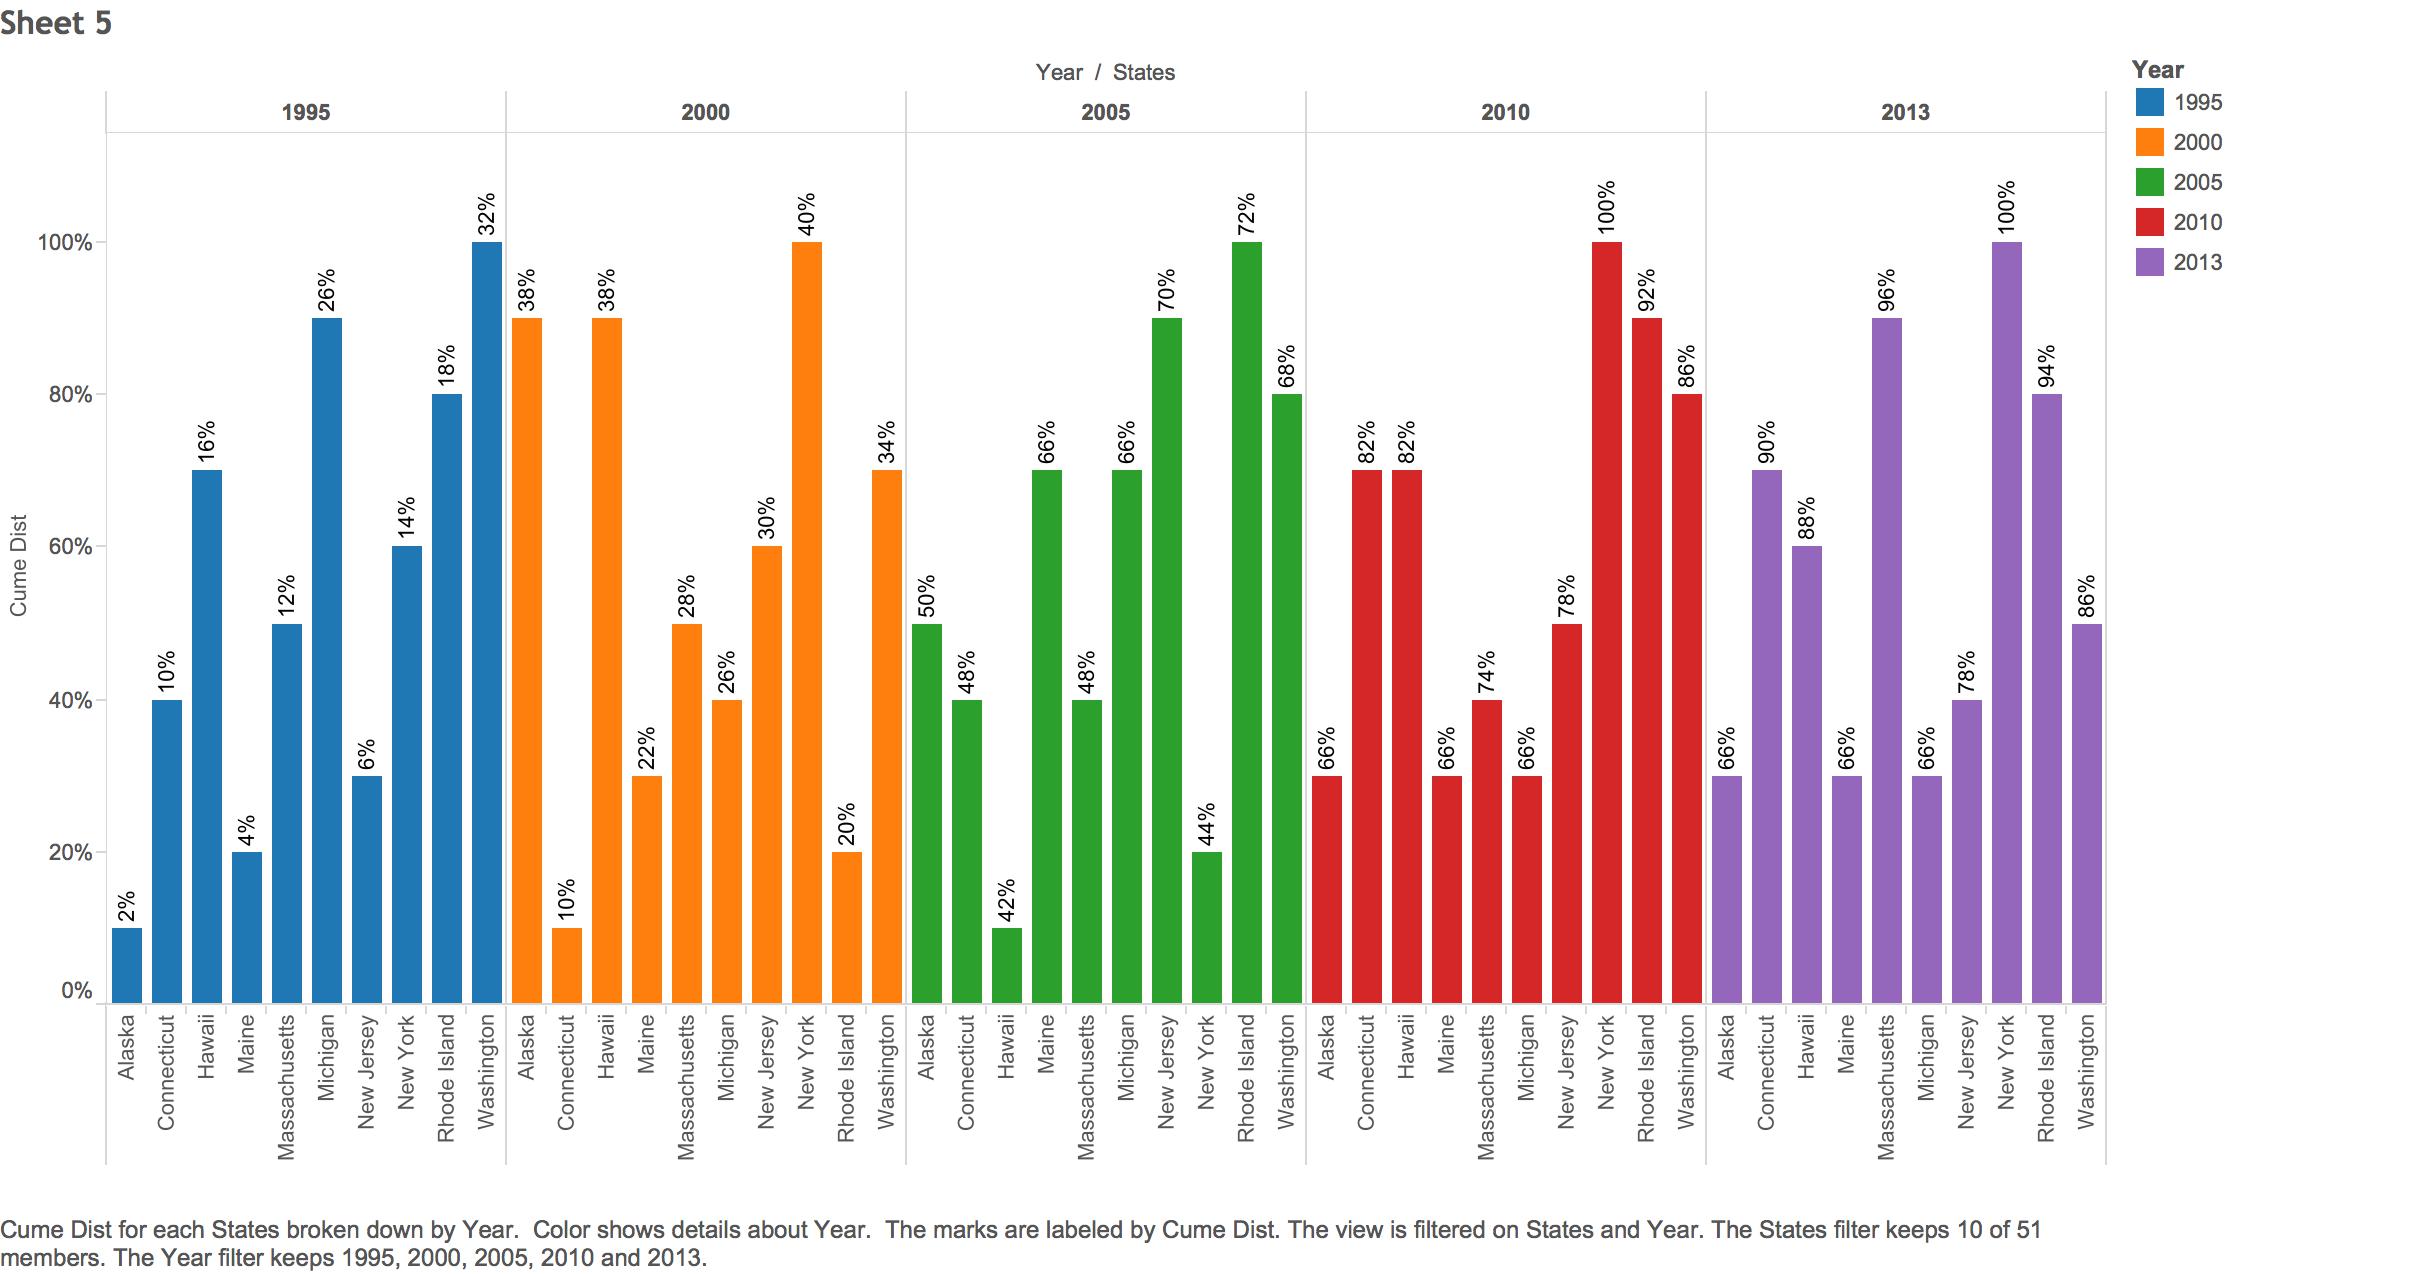 Sheet 5
Year / States
1995 2000 2005 2010 2013
Year
1995
2000
2005
2010
2013
Cume Dist
100%
80%
60%
40%
20%
0%
2% 10% 16% 4% 12% 26% 6% 14% 18% 32%
38% 10% 38% 22% 28% 26% 30% 40% 20% 34%
50% 48% 42% 66% 48% 66% 70% 44% 72% 68%
66% 82% 82% 66% 74% 66% 78% 100% 92% 86%
66% 90% 88% 66% 96% 66% 78% 100% 94% 86%
Alaska Connecticut Hawaii Maine Massachusetts Michigan New Jersey New York Rhode Island Washington
Alaska Connecticut Hawaii Maine Massachusetts Michigan New Jersey New York Rhode Island Washington
Alaska Connecticut Hawaii Maine Massachusetts Michigan New Jersey New York Rhode Island Washington
Alaska Connecticut Hawaii Maine Massachusetts Michigan New Jersey New York Rhode Island Washington
Alaska Connecticut Hawaii Maine Massachusetts Michigan New Jersey New York Rhode Island Washington
Cume Dist for each States broken down by Year.  Color shows details about Year.  The marks are labeled by Cume Dist. The view is filtered on States and Year. The States filter keeps 10 of 51
members. The Year filter keeps 1995, 2000, 2005, 2010 and 2013.